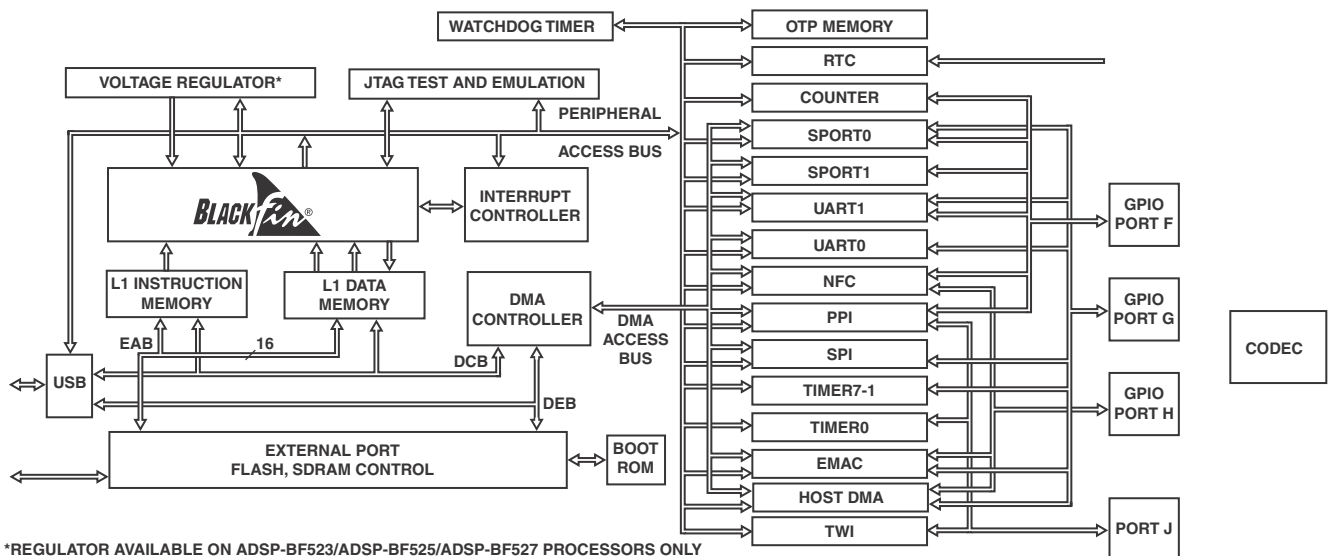 WATCHDOG TIMER
OTP MEMORY
RTC
VOLTAGE REGULATOR*
JTAG TEST AND EMULATION
COUNTER
PERIPHERAL
ACCESS BUS
SPORT0
SPORT1
BLACKfin®
INTERRUPT
CONTROLLER
UART1
GPIO
PORT F
UART0
L1 INSTRUCTION
MEMORY
L1 DATA
MEMORY
DMA
CONTROLLER
NFC
GPIO
PORT G
DMA
ACCESS
BUS
PPI
EAB
16
DCB
SPI
CODEC
USB
TIMER7-1
GPIO
PORT H
DEB
TIMER0
EXTERNAL PORT
FLASH, SDRAM CONTROL
BOOT
ROM
EMAC
HOST DMA
TWI
PORT J
*REGULATOR AVAILABLE ON ADSP-BF523/ADSP-BF525/ADSP-BF527 PROCESSORS ONLY